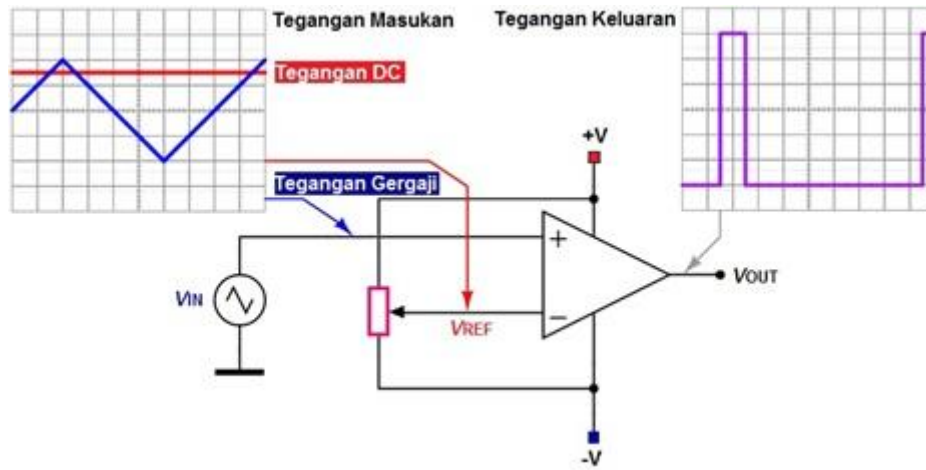 Tegangan Masukan
Tegangan Keluaran
Tegangan DC
+V
Tegangan Gergaji
+
VIN
VREF
−
VOUT
-V